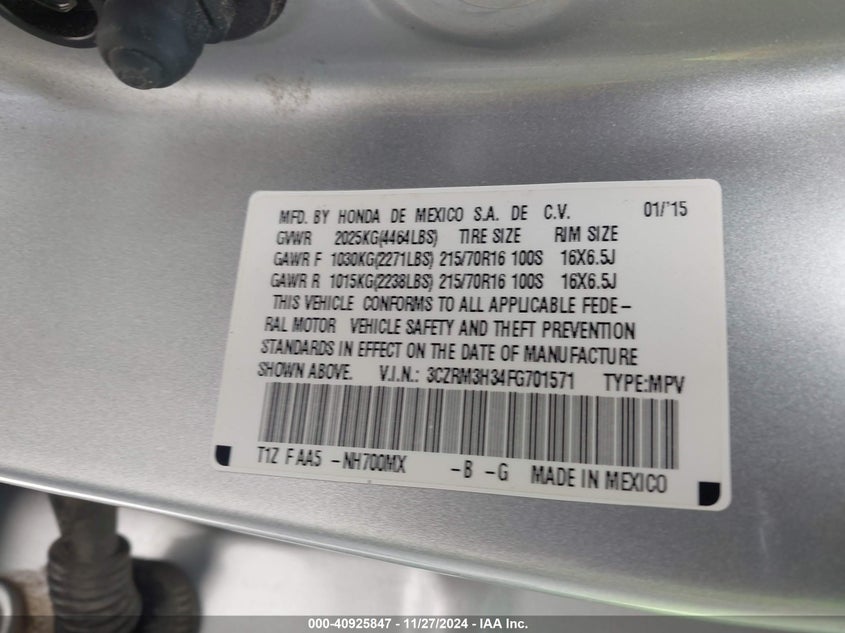 MFD. BY HONDA DE MEXICO S.A. DE C.V. 01/'15
GVWR 2025KG(4464LBS) TIRE SIZE RIM SIZE
GAWR F 1030KG(2271LBS) 215/70R16 100S 16X6.5J
GAWR R 1015KG(2238LBS) 215/70R16 100S 16X6.5J
THIS VEHICLE CONFORMS TO ALL APPLICABLE FEDE-
RAL MOTOR VEHICLE SAFETY AND THEFT PREVENTION
STANDARDS IN EFFECT ON THE DATE OF MANUFACTURE
SHOWN ABOVE. V.I.N.: 3CZRM3H34FG701571 TYPE:MPV
T1Z F AA5 -NH700MX -B -G MADE IN MEXICO
000-40925847 - 11/27/2024 - IAA Inc.